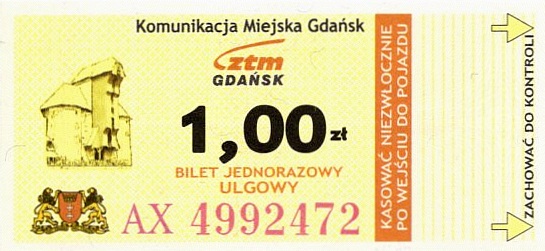 Komunikacja Miejska Gdańsk
ztm
GDAŃSK
1,00 zł
BILET JEDNORAZOWY
ULGOWY
AX 4992472
KASOWAĆ NIEZWŁOCZNIE
PO WEJŚCIU DO POJAZDU
ZACHOWAĆ DO KONTROLI